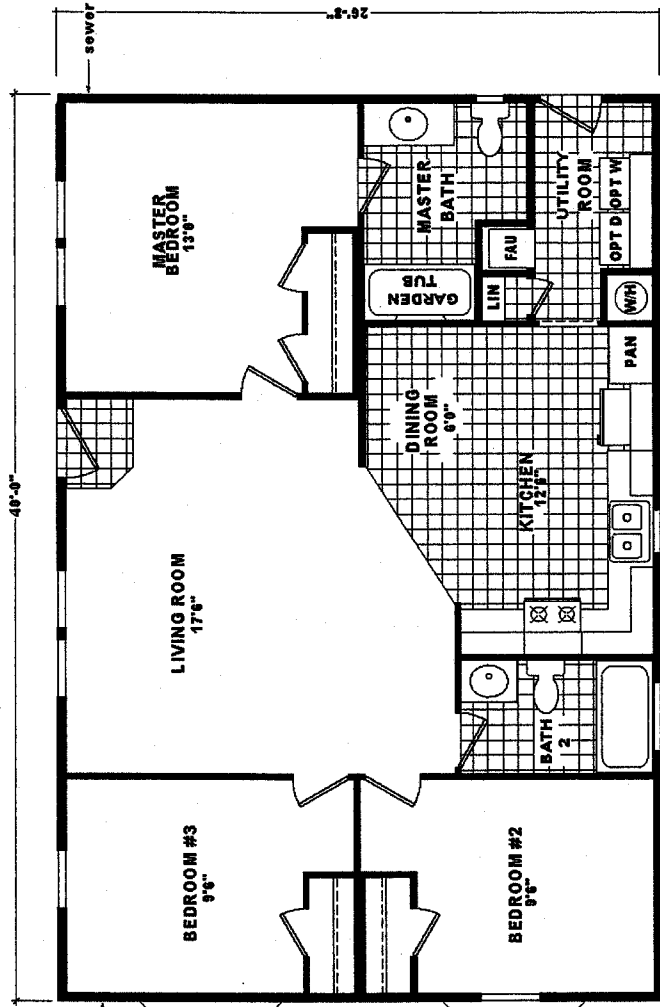 26'-8"
sewer
40'-0"
MASTER
BEDROOM
13'0"
MASTER
BATH
UTILITY
ROOM
OPT D OPT W
FAU
GARDEN
TUB
LIN
W/H
PAN
DINING
ROOM
6'0"
KITCHEN
12'6"
LIVING ROOM
17'6"
BATH
2
BEDROOM #3
9'6"
BEDROOM #2
9'6"